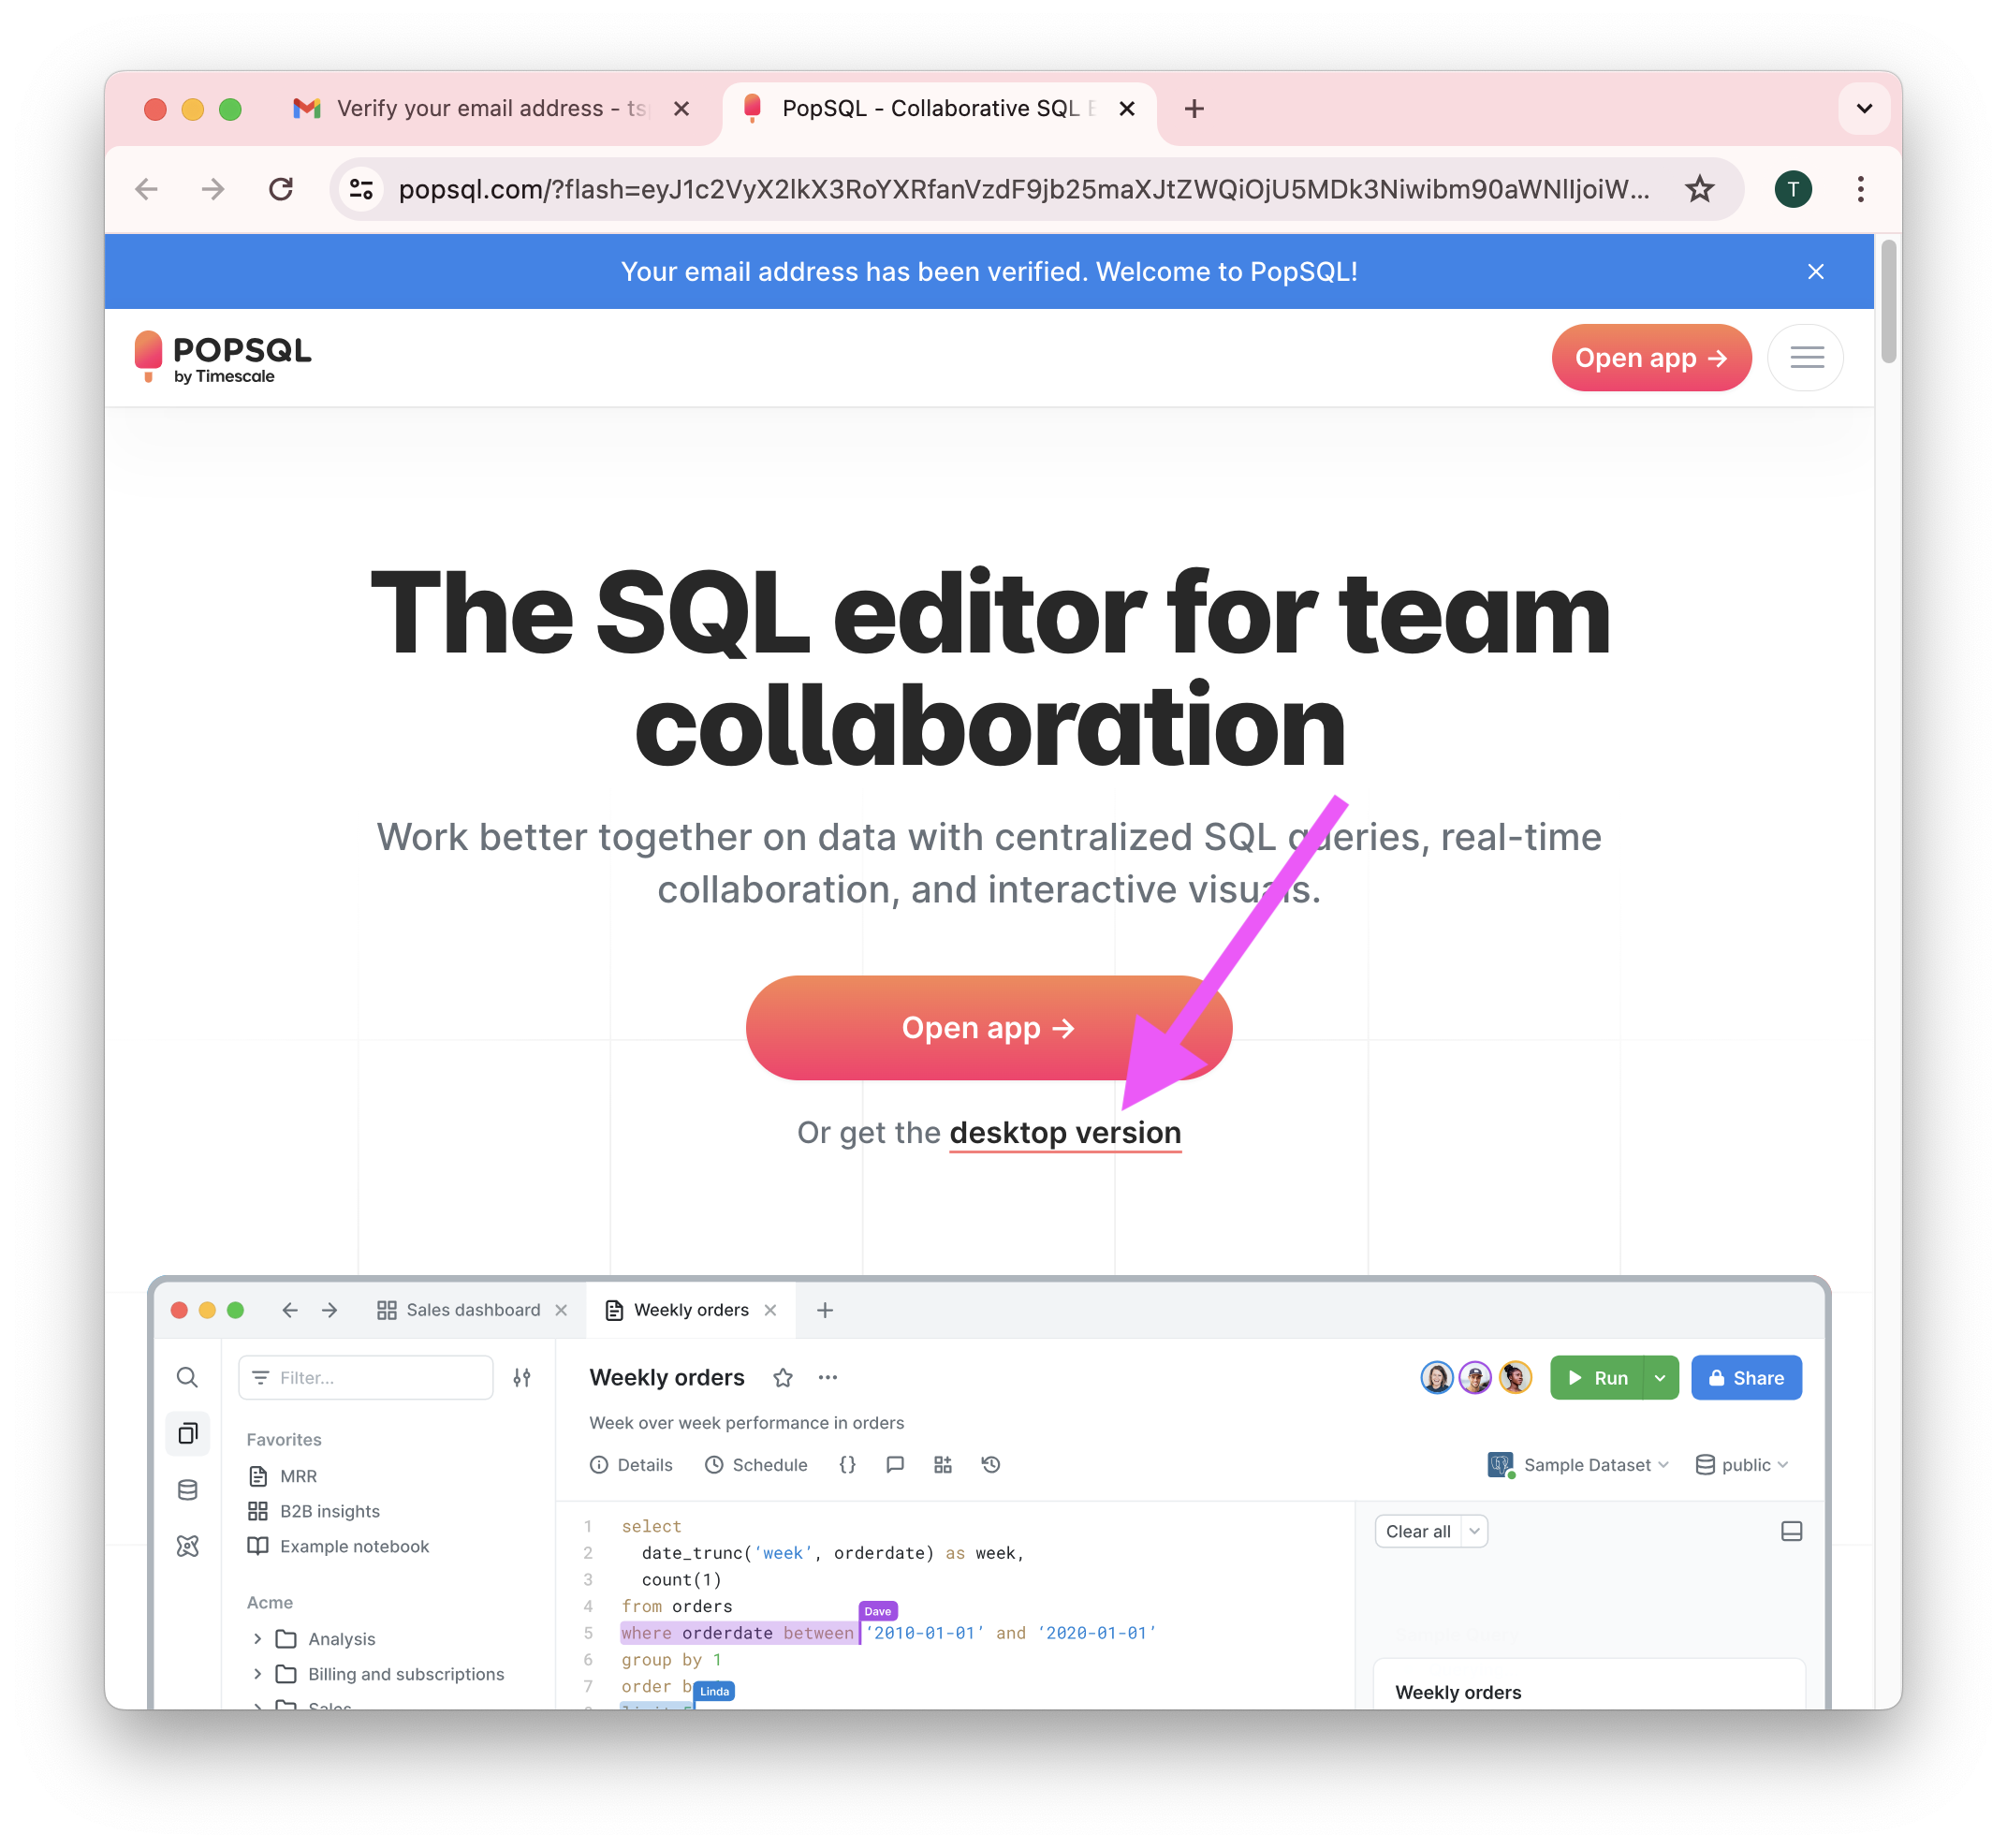 Verify your email address - ts
PopSQL - Collaborative SQL E
popsql.com/?flash=eyJ1c2VyX2lkX3RoYXRfanVzdF9jb25maXJtZWQiOjU5MDk3Niwibm90aWNlIjoiW...
T
Your email address has been verified. Welcome to PopSQL!
POPSQL
by Timescale
Open app →
The SQL editor for team
collaboration
Work better together on data with centralized SQL queries, real-time
collaboration, and interactive visuals.
Open app →
Or get the desktop version
Sales dashboard
Weekly orders
Filter...
Weekly orders
Run
Share
Week over week performance in orders
Favorites
Details
Schedule
{}
Sample Dataset
public
MRR
B2B insights
Example notebook
Acme
Analysis
Billing and subscriptions
Sales
1 select
2 date_trunc(‘week’, orderdate) as week,
3 count(1)
4 from orders
Dave
5 where orderdate between ‘2010-01-01’ and ‘2020-01-01’
6 group by 1
7 order b
Linda
Clear all
Weekly orders